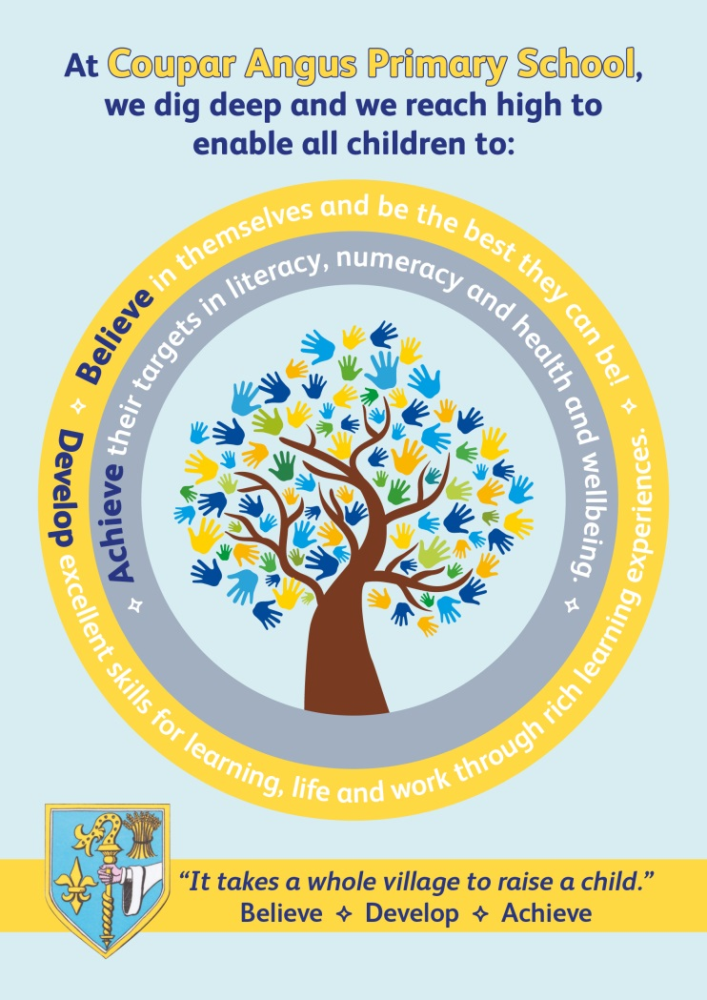 At Coupar Angus Primary School,
we dig deep and we reach high to
enable all children to:
Believe in themselves and be the best they can be!
Achieve their targets in literacy, numeracy and health and wellbeing.
Develop excellent skills for learning, life and work through rich learning experiences.
“It takes a whole village to raise a child.”
Believe ✧ Develop ✧ Achieve